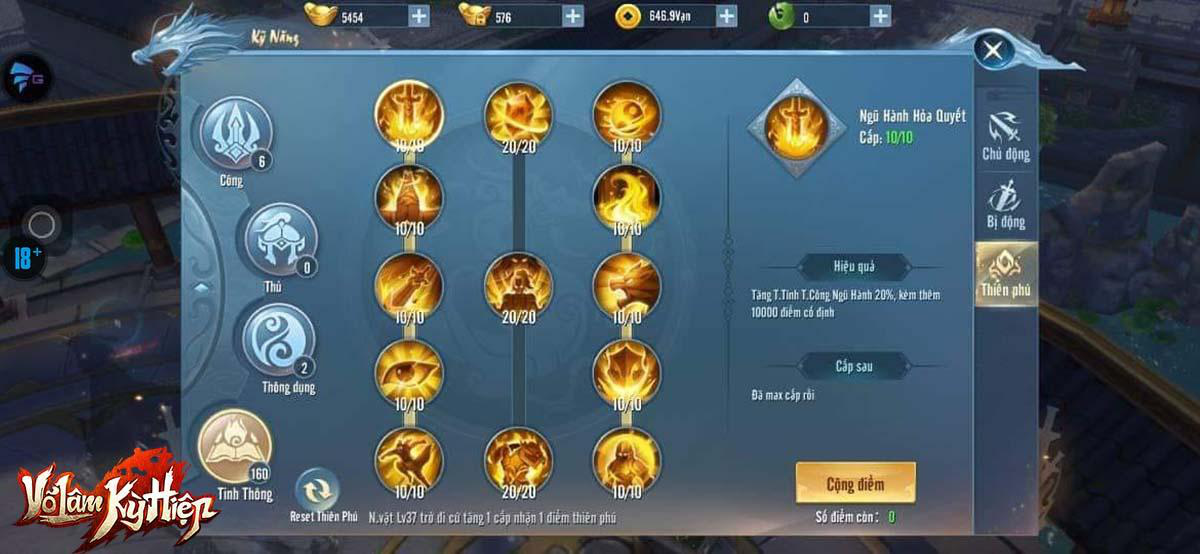 Kỹ Năng
5454
576
646.9Vạn
0
G
18+
Công
6
Thủ
0
Thông dụng
2
Tinh Thông
160
10/10
20/20
10/10
10/10
10/10
10/10
20/20
10/10
10/10
10/10
10/10
20/20
10/10
Reset Thiên Phú
N.vật Lv37 trở đi cứ tăng 1 cấp nhận 1 điểm thiên phú
Ngũ Hành Hỏa Quyết
Cấp: 10/10
Hiệu quả
Tăng T.Tính T.Công Ngũ Hành 20%, kèm thêm
10000 điểm cố định
Cấp sau
Đã max cấp rồi
Cộng điểm
Số điểm còn: 0
Chủ động
Bị động
Thiên phú
Võ Lâm Kỳ Hiệp